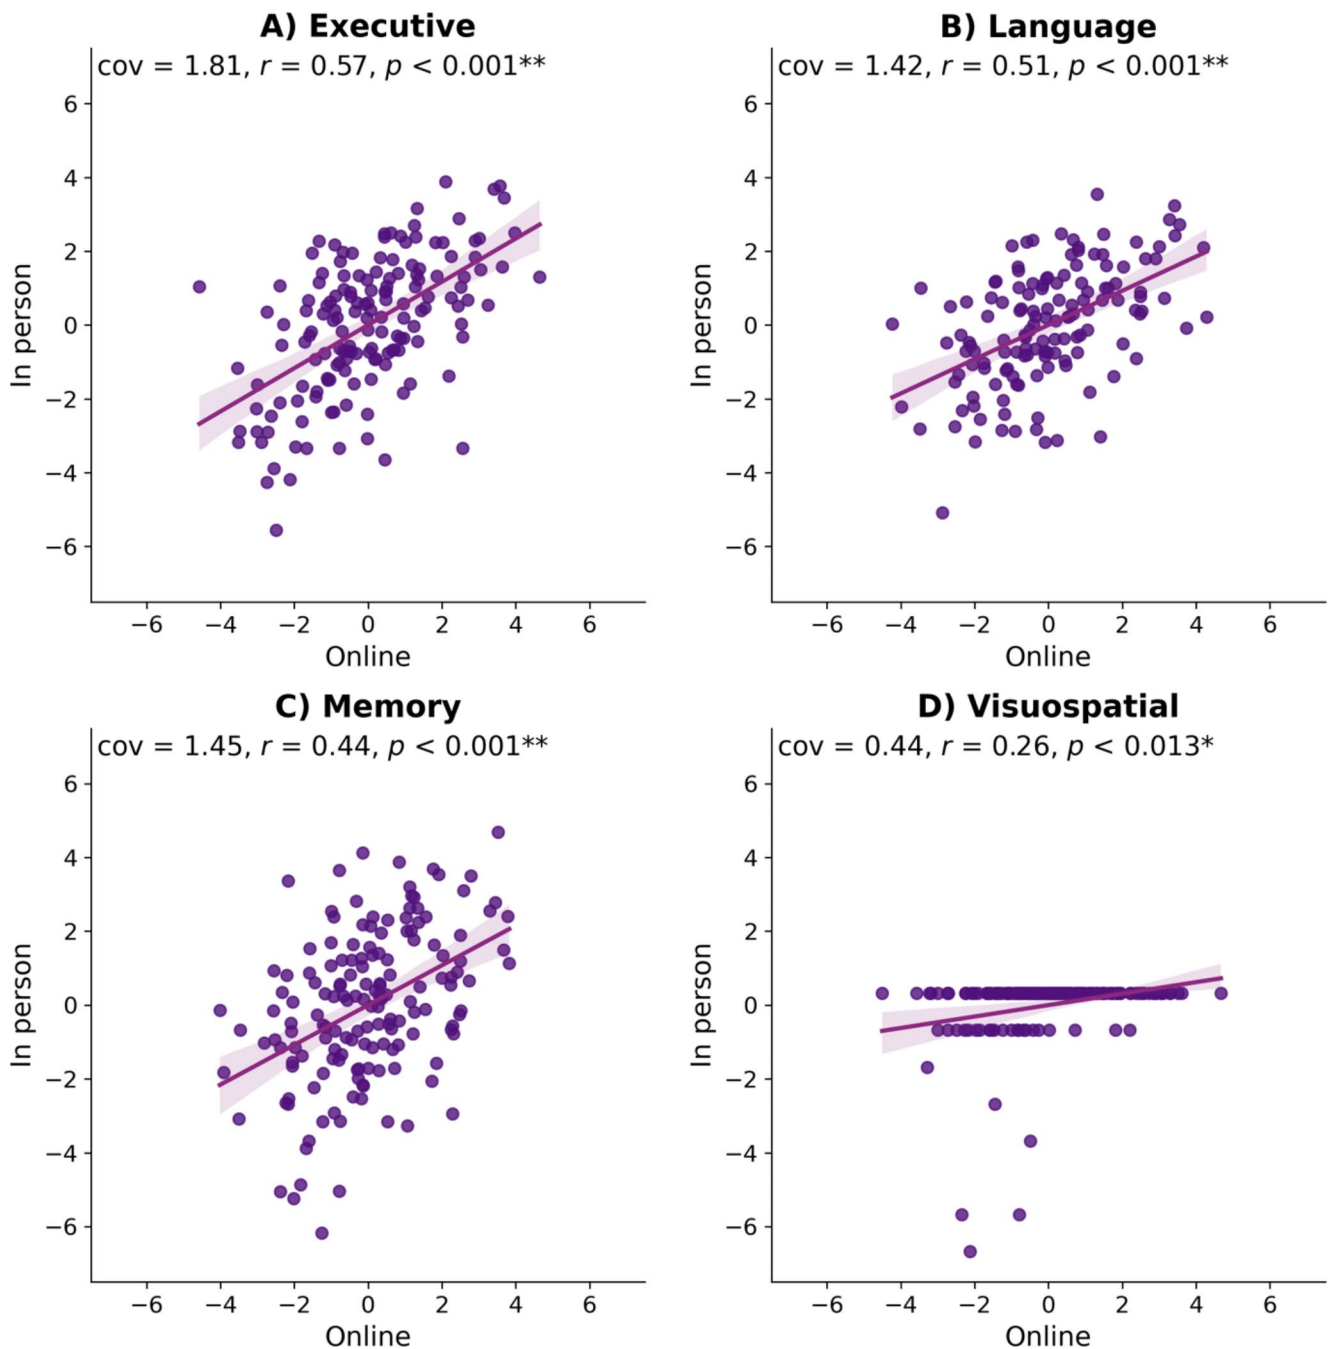 A) Executive
cov = 1.81, r = 0.57, p < 0.001**
6
4
2
0
−2
−4
−6
In person
−6 −4 −2 0 2 4 6
Online
B) Language
cov = 1.42, r = 0.51, p < 0.001**
6
4
2
0
−2
−4
−6
In person
−6 −4 −2 0 2 4 6
Online
C) Memory
cov = 1.45, r = 0.44, p < 0.001**
6
4
2
0
−2
−4
−6
In person
−6 −4 −2 0 2 4 6
Online
D) Visuospatial
cov = 0.44, r = 0.26, p < 0.013*
6
4
2
0
−2
−4
−6
In person
−6 −4 −2 0 2 4 6
Online